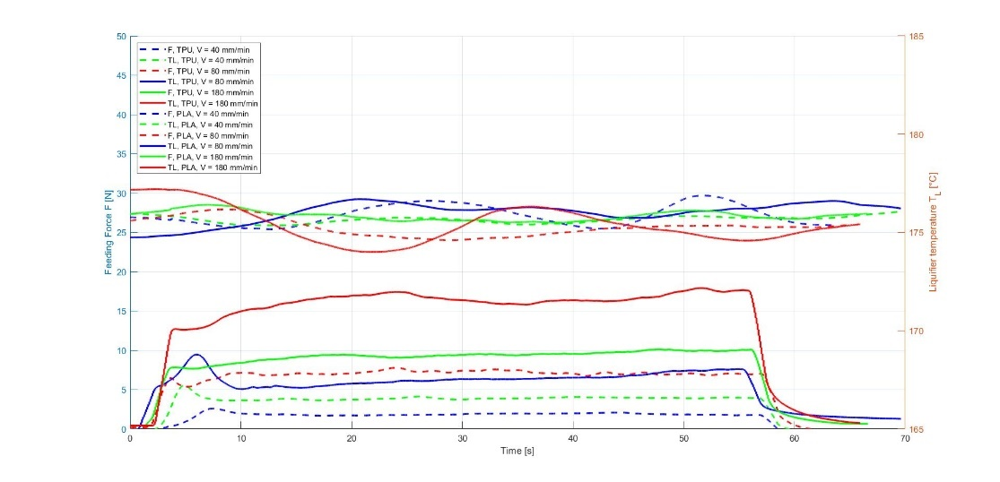 50
45
40
35
30
25
20
15
10
5
0
Feeding Force F [N]
F, TPU, V = 40 mm/min
TL, TPU, V = 40 mm/min
F, TPU, V = 80 mm/min
TL, TPU, V = 80 mm/min
F, TPU, V = 180 mm/min
TL, TPU, V = 180 mm/min
F, PLA, V = 40 mm/min
TL, PLA, V = 40 mm/min
F, PLA, V = 80 mm/min
TL, PLA, V = 80 mm/min
F, PLA, V = 180 mm/min
TL, PLA, V = 180 mm/min
185
180
175
170
165
Liquifier temperature T_L [°C]
0 10 20 30 40 50 60 70
Time [s]